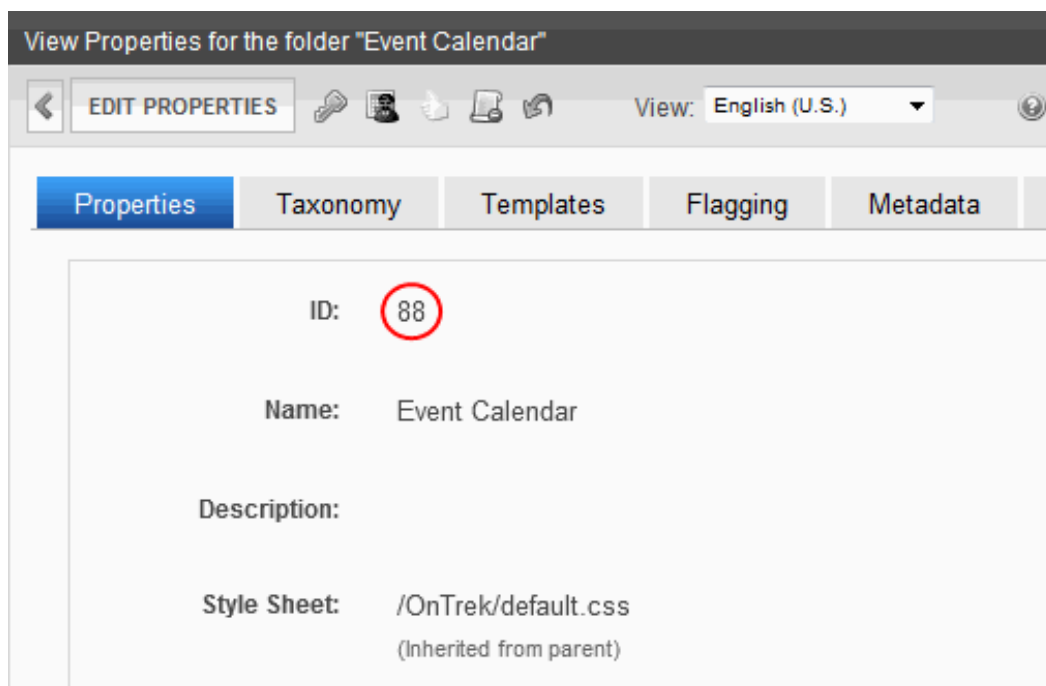 View Properties for the folder "Event Calendar"
EDIT PROPERTIES View: English (U.S.)
Properties Taxonomy Templates Flagging Metadata
ID: 88
Name: Event Calendar
Description:
Style Sheet: /OnTrek/default.css
(Inherited from parent)